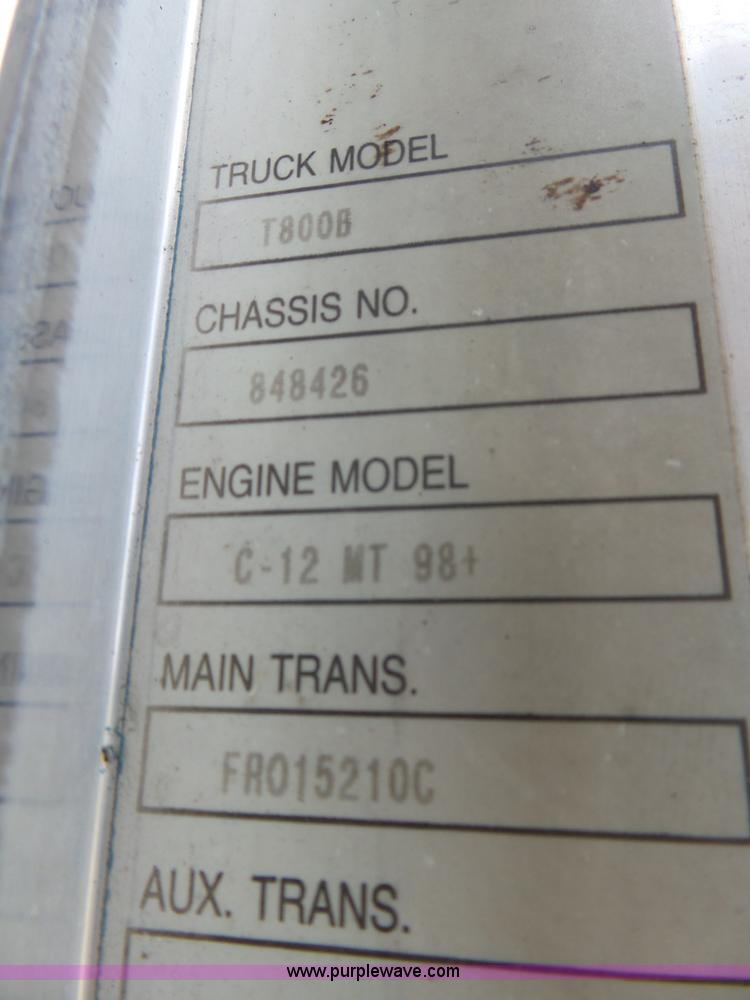 TRUCK MODEL
T800B
CHASSIS NO.
848426
ENGINE MODEL
C-12 MT 98+
MAIN TRANS.
FRO15210C
AUX. TRANS.
www.purplewave.com